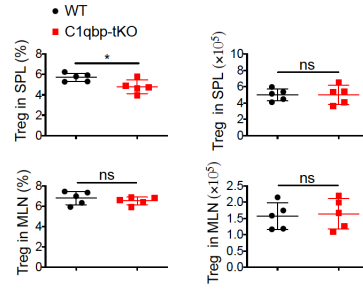 WT
C1qbp-tKO
Treg in SPL (%)
8
6
4
2
0
*
Treg in SPL (×10⁵)
10
8
6
4
2
0
ns
Treg in MLN (%)
10
8
6
4
2
0
ns
Treg in MLN (×10⁵)
2.5
2.0
1.5
1.0
0.5
0
ns